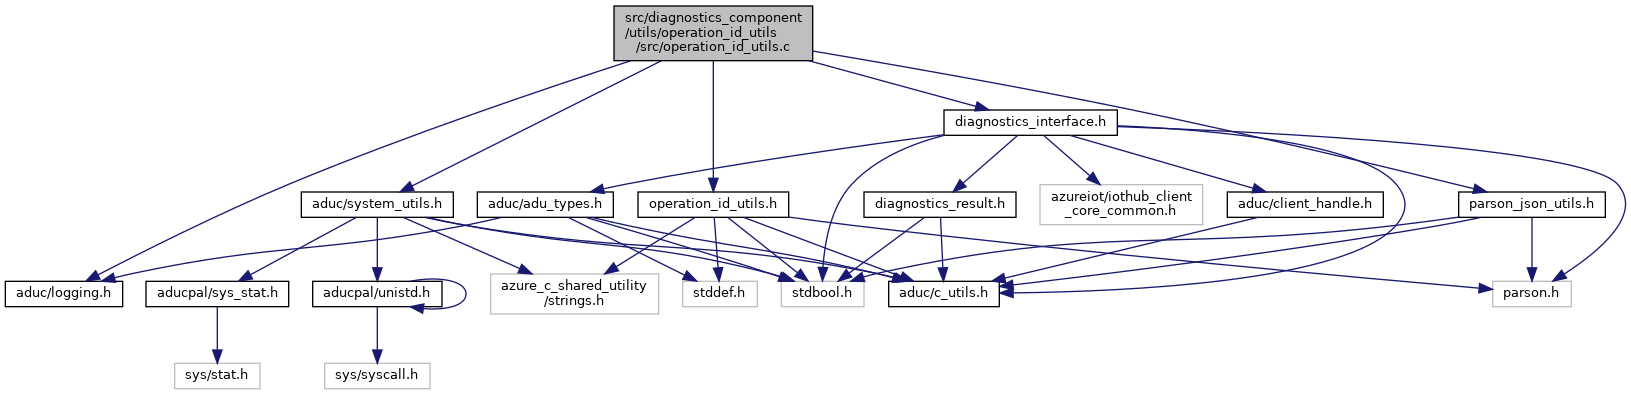 src/diagnostics_component
/utils/operation_id_utils
/src/operation_id_utils.c
diagnostics_interface.h
aduc/system_utils.h
aduc/adu_types.h
operation_id_utils.h
diagnostics_result.h
azureiot/iothub_client
_core_common.h
aduc/client_handle.h
parson_json_utils.h
aduc/logging.h
aducpal/sys_stat.h
aducpal/unistd.h
azure_c_shared_utility
/strings.h
stddef.h
stdbool.h
aduc/c_utils.h
parson.h
sys/stat.h
sys/syscall.h